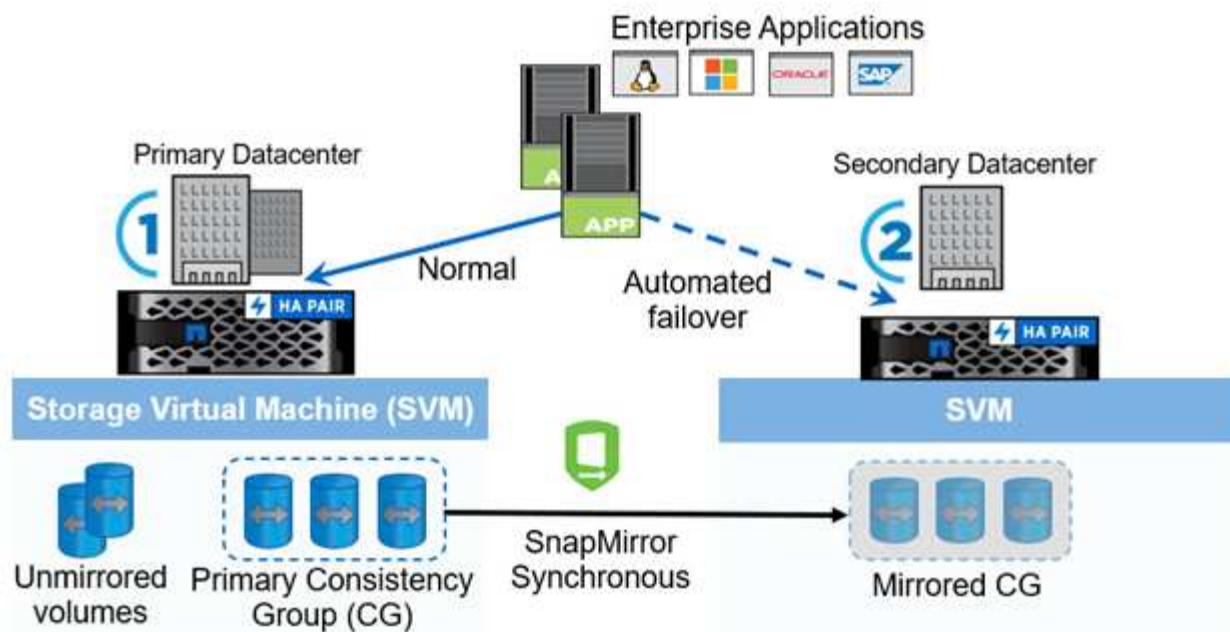 Enterprise Applications
ORACLE
SAP
Primary Datacenter
Secondary Datacenter
1
2
A
APP
Normal
Automated
failover
HA PAIR
HA PAIR
Storage Virtual Machine (SVM)
SVM
Unmirrored
volumes
Primary Consistency
Group (CG)
SnapMirror
Synchronous
Mirrored CG